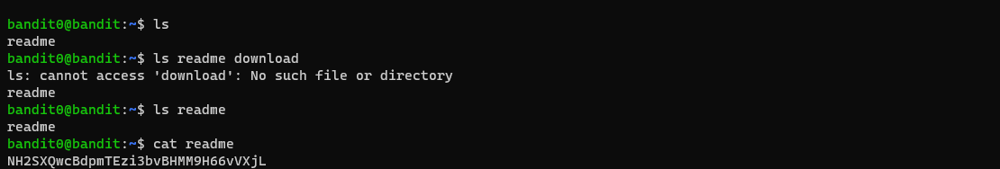 bandit0@bandit:~$ ls
readme
bandit0@bandit:~$ ls readme download
ls: cannot access 'download': No such file or directory
readme
bandit0@bandit:~$ ls readme
readme
bandit0@bandit:~$ cat readme
NH2SXQwcBdpmTEzi3bvBHMM9H66vVXjL